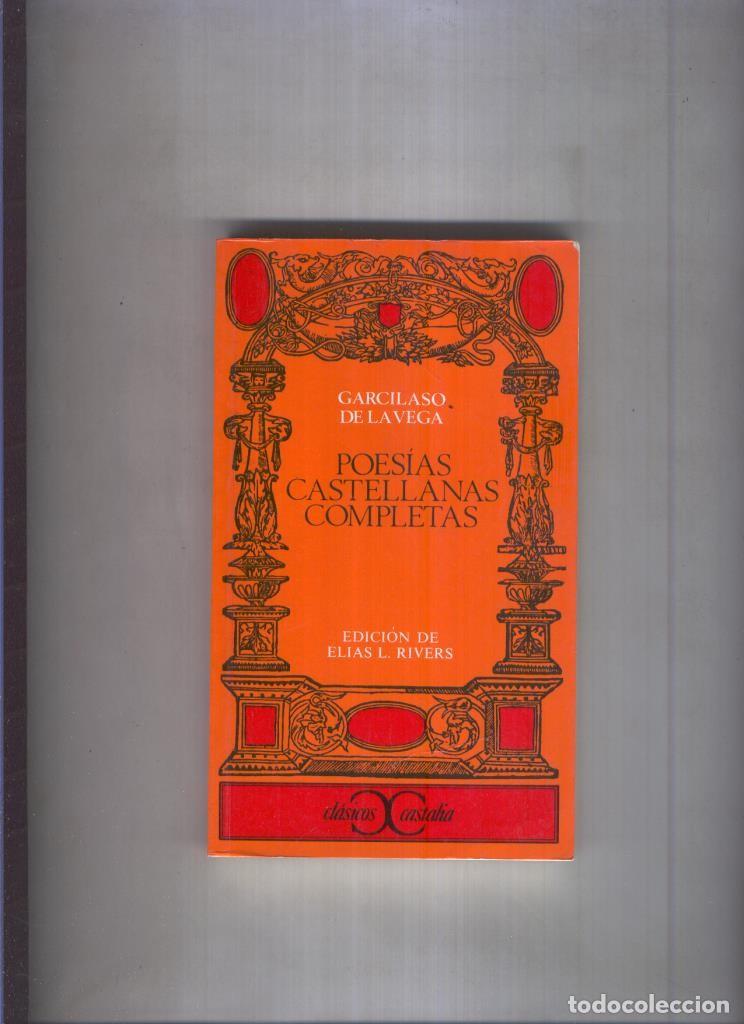 GARCILASO
DE LA VEGA
POESÍAS
CASTELLANAS
COMPLETAS
EDICIÓN DE
ELIAS L. RIVERS
clásicos castalia
todocoleccion